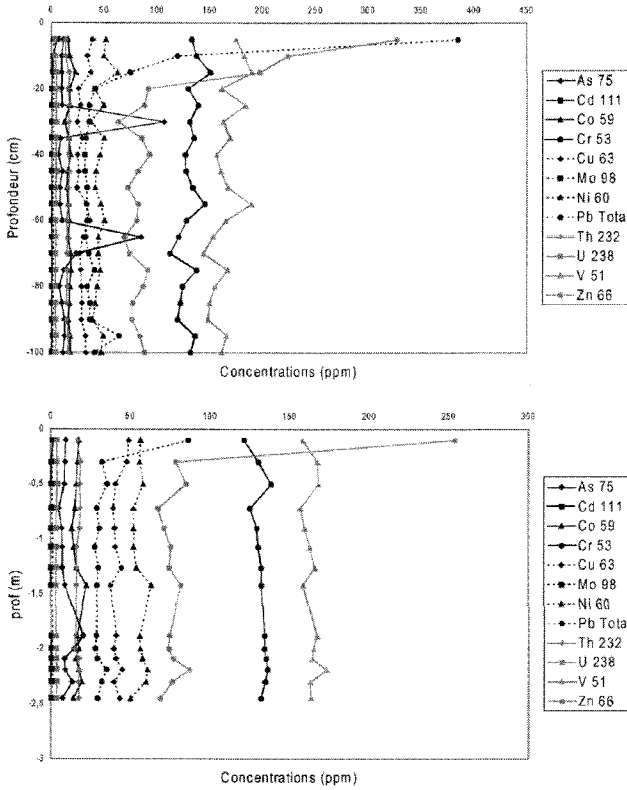 0 50 100 150 200 250 300 350 400 450
0
-20
-40
-60
-80
-100
Profondeur (cm)
Concentrations (ppm)
As 75
Cd 111
Co 59
Cr 53
Cu 63
Mo 98
Ni 60
Pb Tota
Th 232
U 238
V 51
Zn 66
0 50 100 150 200 250 300
0
-0,5
-1
-1,5
-2
-2,5
-3
prof (m)
Concentrations (ppm)
As 75
Cd 111
Co 59
Cr 53
Cu 63
Mo 98
Ni 60
Pb Tota
Th 232
U 238
V 51
Zn 66